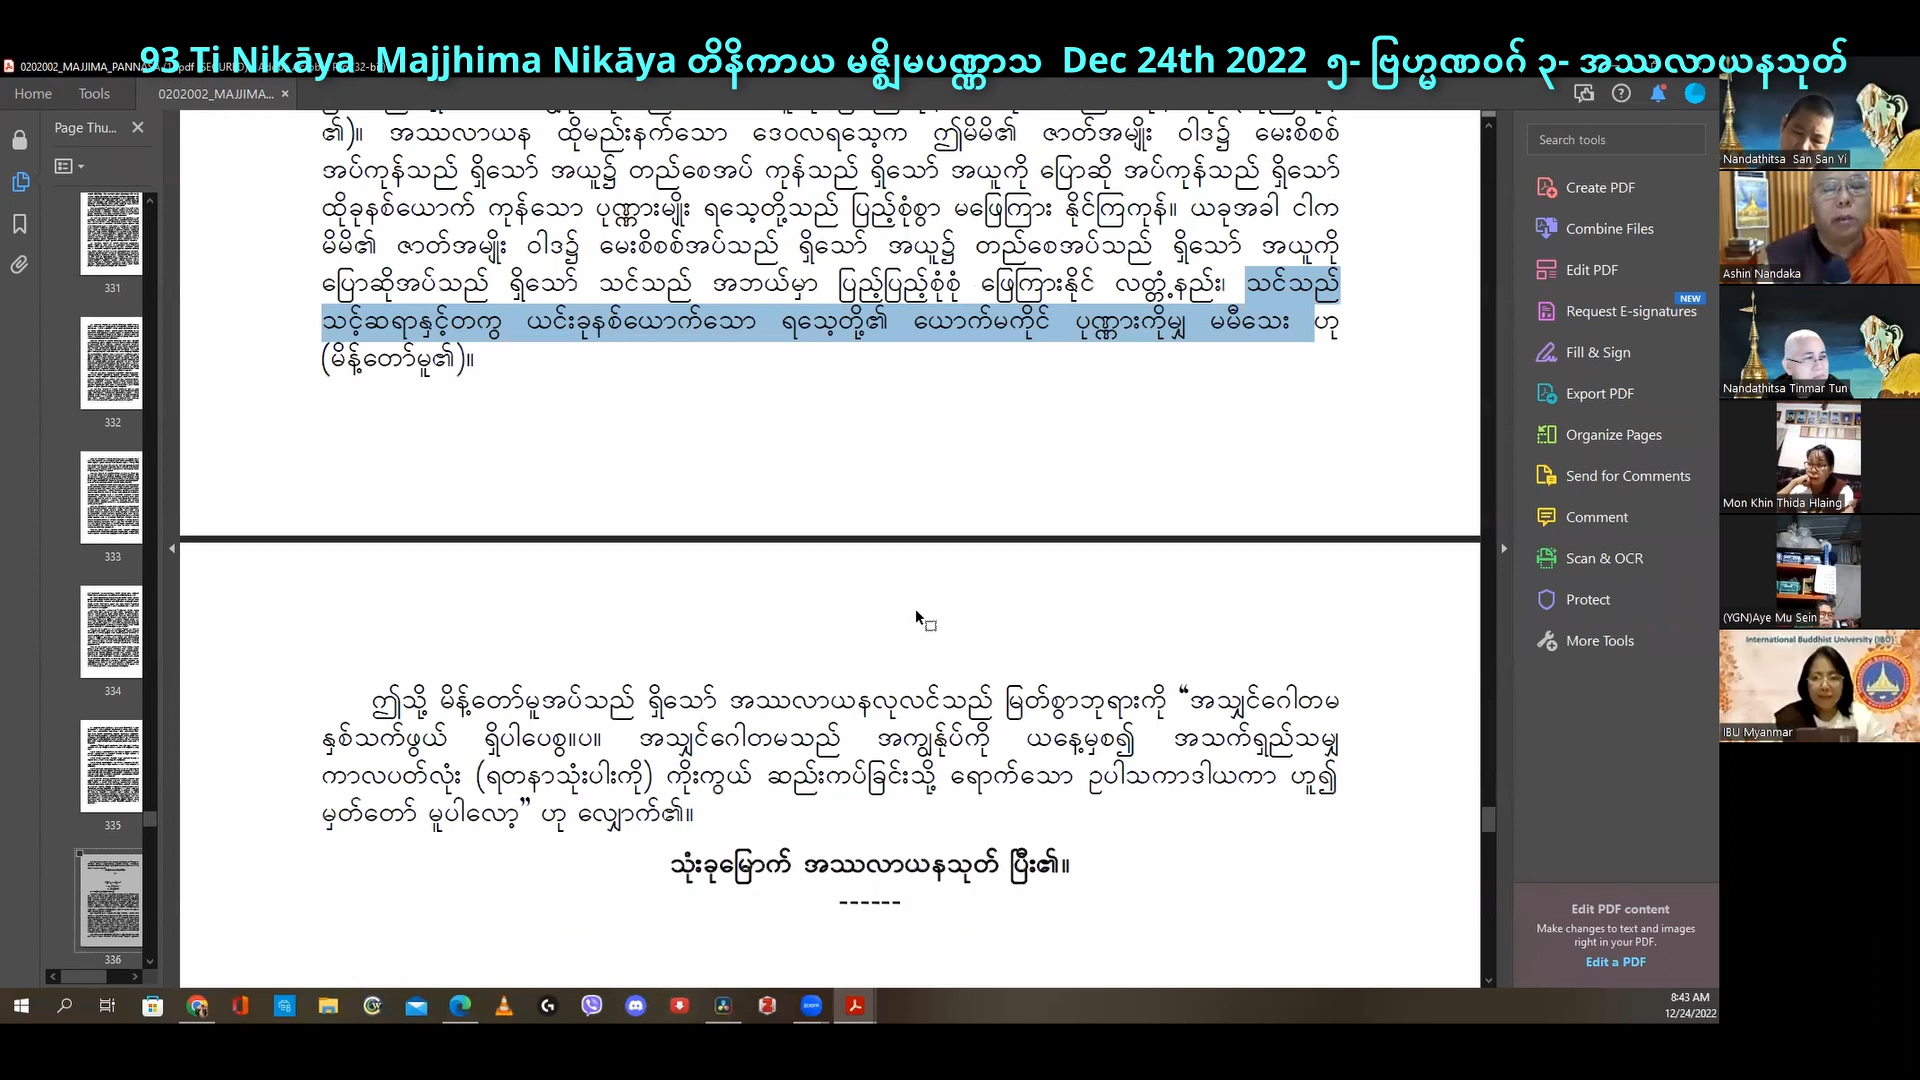 93 Ti Nikāya Majjhima Nikāya တိနိကာယ မဇ္ဈိမပဏ္ဏာသ Dec 24th 2022 ၅- ဗြဟ္မဏဝဂ် ၃- အဿလာယနသုတ်
Home Tools 0202002_MAJJIMA...
Page Thu...
331
332
333
334
335
336
၏)။ အဿလာယန ထိုမည်းနက်သော ဒေဝလရသေ့က ဤမိမိ၏ ဇာတ်အမျိုး ဝါဒ၌ မေးစိစစ်
အပ်ကုန်သည် ရှိသော် အယူ၌ တည်စေအပ် ကုန်သည် ရှိသော် အယူကို ပြောဆို အပ်ကုန်သည် ရှိသော်
ထိုခုနစ်ယောက် ကုန်သော ပုဏ္ဏားမျိုး ရသေ့တို့သည် ပြည့်စုံစွာ မဖြေကြား နိုင်ကြကုန်။ ယခုအခါ ငါက
မိမိ၏ ဇာတ်အမျိုး ဝါဒ၌ မေးစိစစ်အပ်သည် ရှိသော် အယူ၌ တည်စေအပ်သည် ရှိသော် အယူကို
ပြောဆိုအပ်သည် ရှိသော် သင်သည် အဘယ်မှာ ပြည့်ပြည့်စုံစုံ ဖြေကြားနိုင် လတ္တံ့နည်း၊ သင်သည်
သင့်ဆရာနှင့်တကွ ယင်းခုနစ်ယောက်သော ရသေ့တို့၏ ယောက်မကိုင် ပုဏ္ဏားကိုမျှ မမီသေး ဟု
(မိန့်တော်မူ၏)။
ဤသို့ မိန့်တော်မူအပ်သည် ရှိသော် အဿလာယနလုလင်သည် မြတ်စွာဘုရားကို “အသျှင်ဂေါတမ
နှစ်သက်ဖွယ် ရှိပါပေစွ။ပ။ အသျှင်ဂေါတမသည် အကျွန်ုပ်ကို ယနေ့မှစ၍ အသက်ရှည်သမျှ
ကာလပတ်လုံး (ရတနာသုံးပါးကို) ကိုးကွယ် ဆည်းကပ်ခြင်းသို့ ရောက်သော ဥပါသကာဒါယကာ ဟူ၍
မှတ်တော် မူပါလော့” ဟု လျှောက်၏။
သုံးခုမြောက် အဿလာယနသုတ် ပြီး၏။
------
Search tools
Create PDF
Combine Files
Edit PDF
NEW
Request E-signatures
Fill & Sign
Export PDF
Organize Pages
Send for Comments
Comment
Scan & OCR
Protect
More Tools
Edit PDF content
Make changes to text and images
right in your PDF.
Edit a PDF
Nandathitsa San San Yi
Ashin Nandaka
Nandathitsa Tinmar Tun
Mon Khin Thida Hlaing
(YGN)Aye Mu Sein
International Buddhist University (IBU)
IBU Myanmar
8:43 AM
12/24/2022